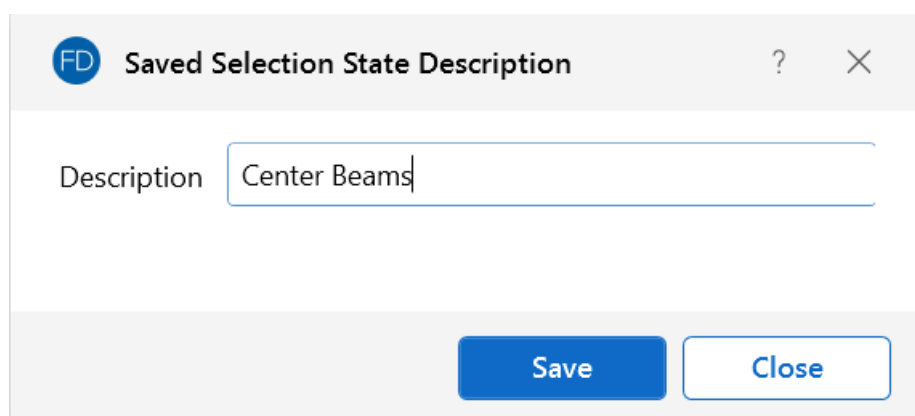 FD Saved Selection State Description ?
Description Center Beams
Save Close